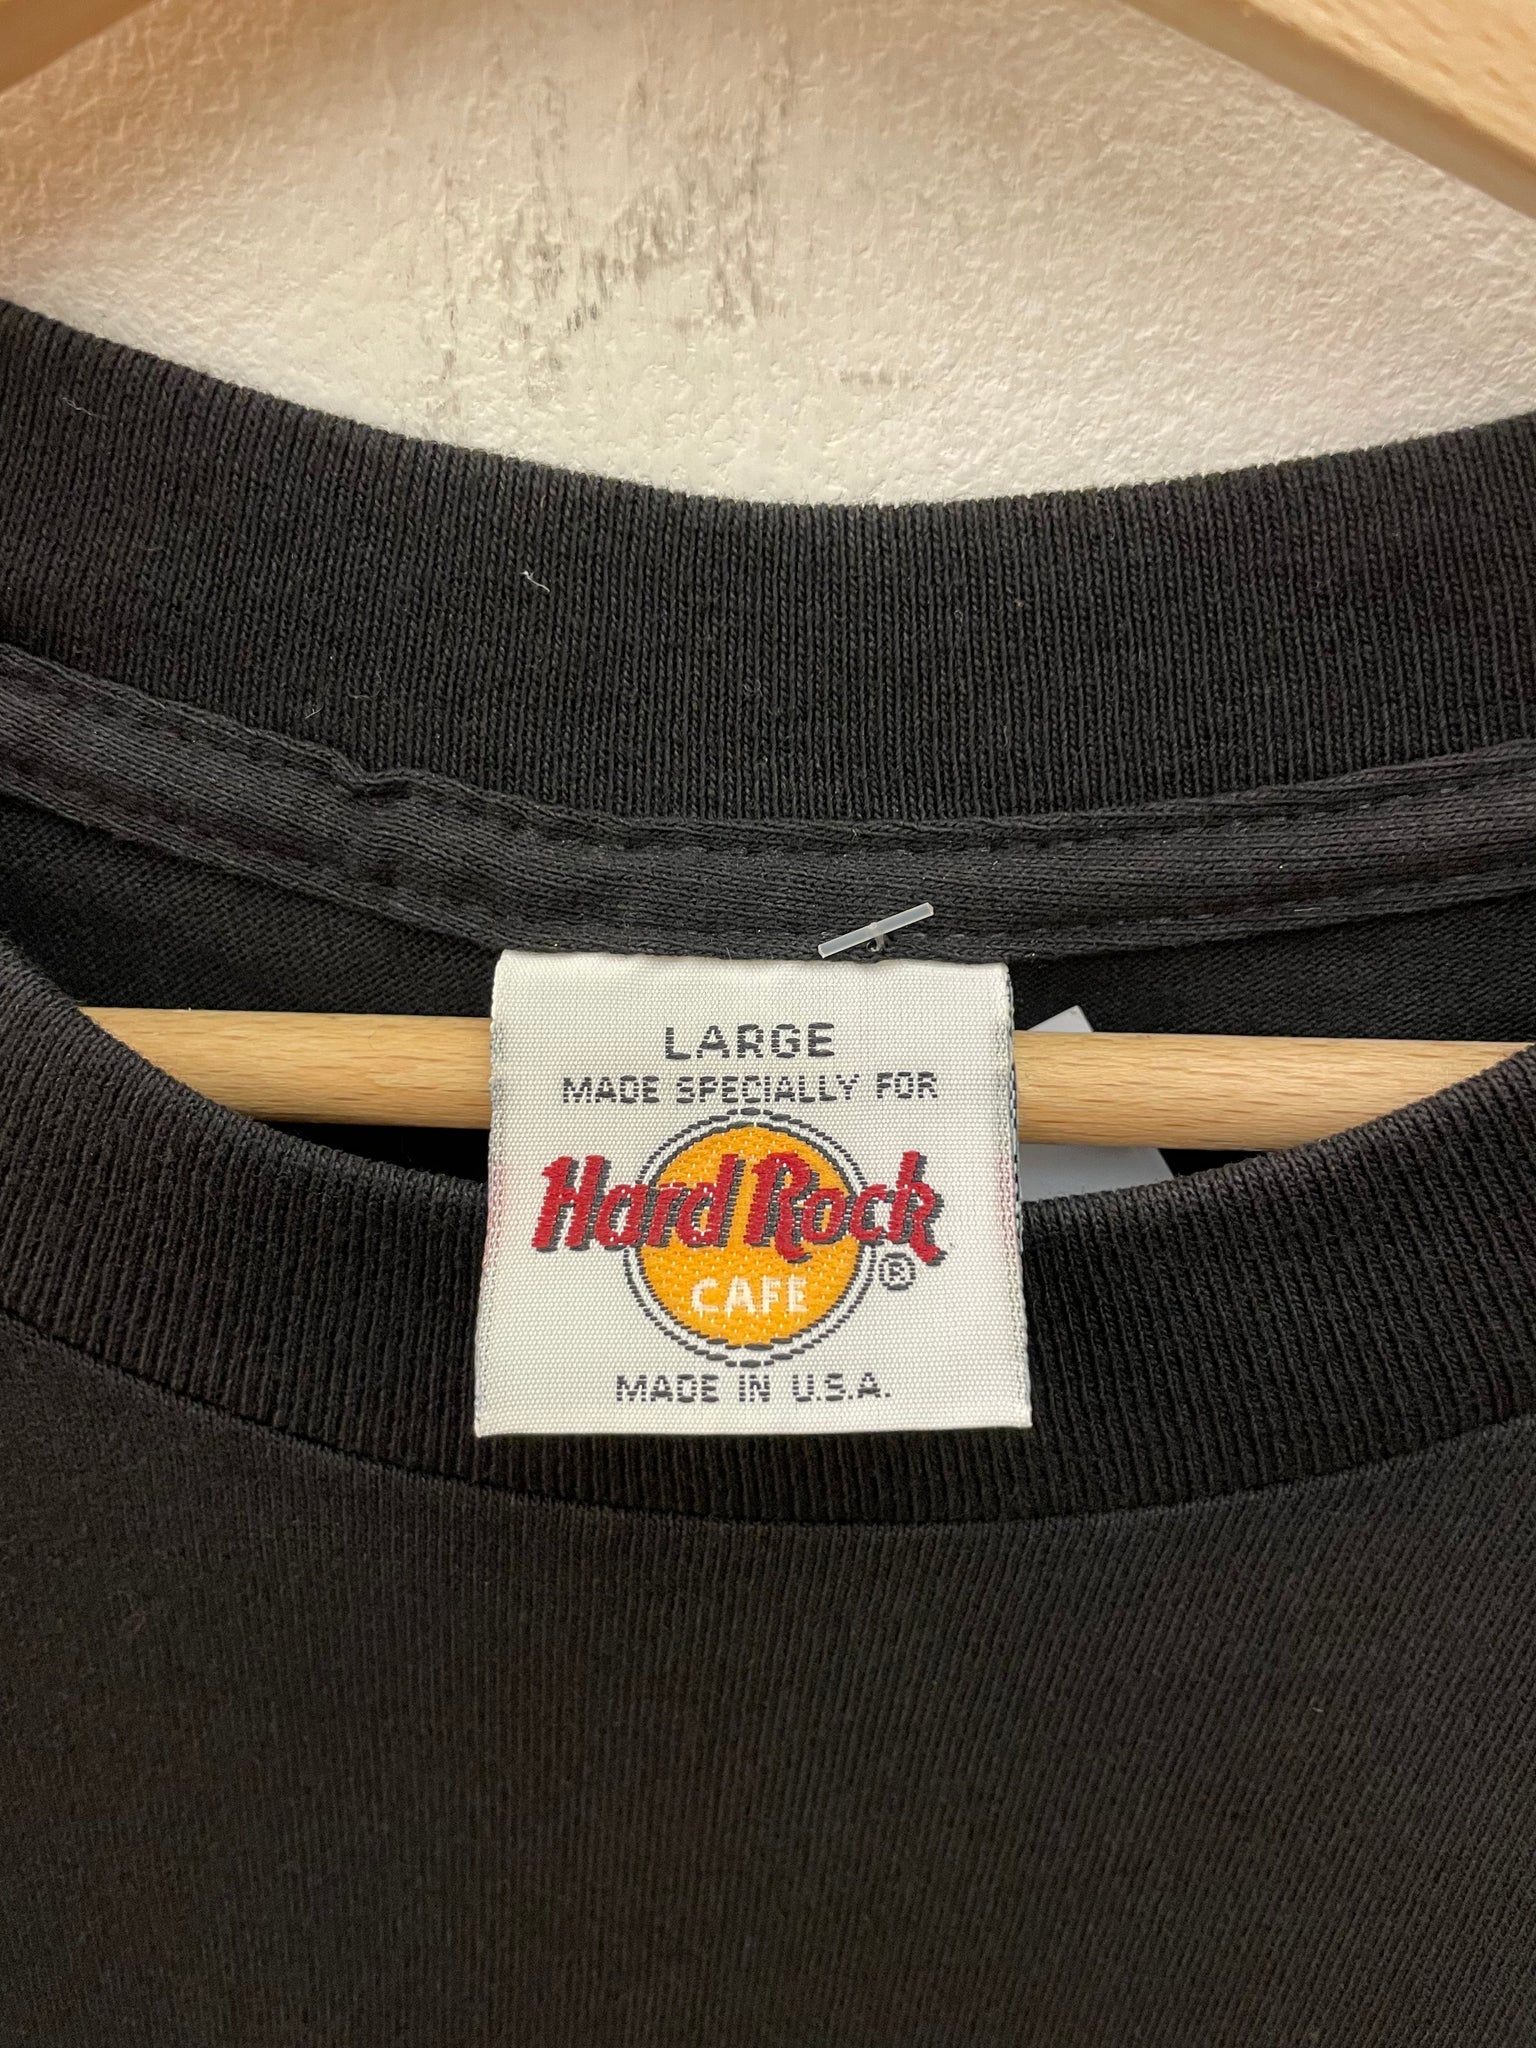 LARGE
MADE SPECIALLY FOR
Hard Rock
CAFE ®
MADE IN U.S.A.